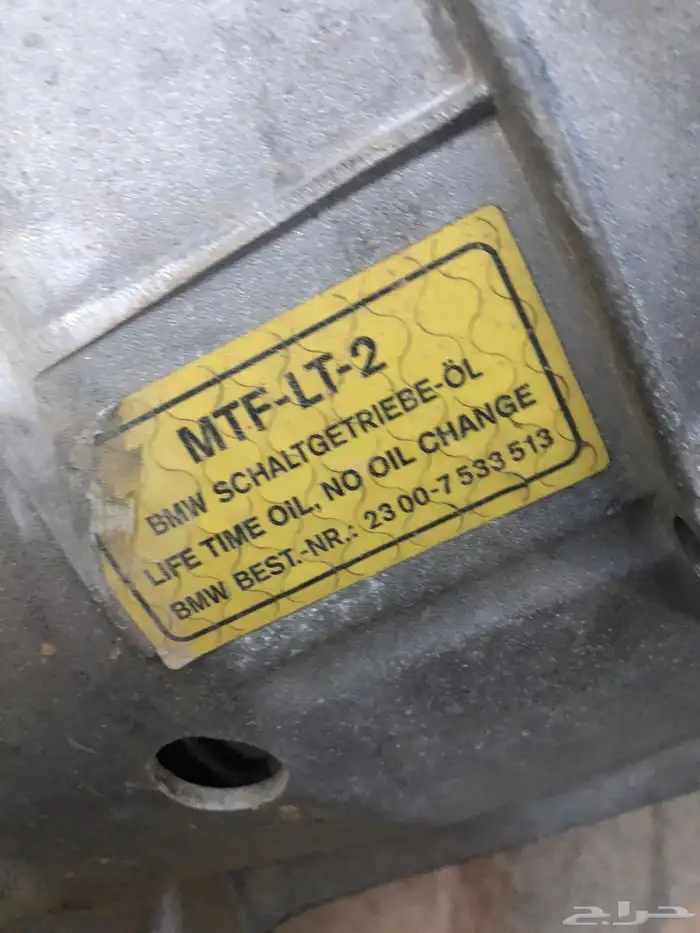 MTF-LT-2
BMW SCHALTGETRIEBE-ÖL
LIFE TIME OiL, NO OIL CHANGE
BMW BEST.-NR.: 23 00-7 533 513
حراج